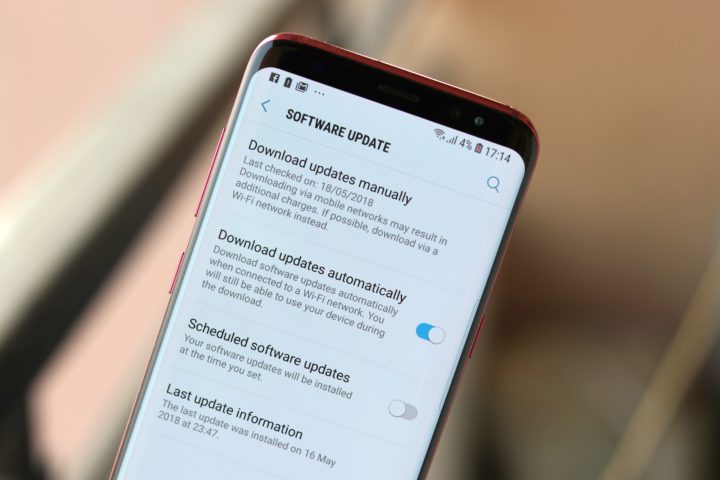 4% 17:14
SOFTWARE UPDATE
Download updates manually
Last checked on: 18/05/2018
Downloading via mobile networks may result in
additional charges. If possible, download via a
Wi-Fi network instead.
Download updates automatically
Download software updates automatically
when connected to a Wi-Fi network. You
will still be able to use your device during
the download.
Scheduled software updates
Your software updates will be installed
at the time you set.
Last update information
The last update was installed on 16 May
2018 at 23:47.